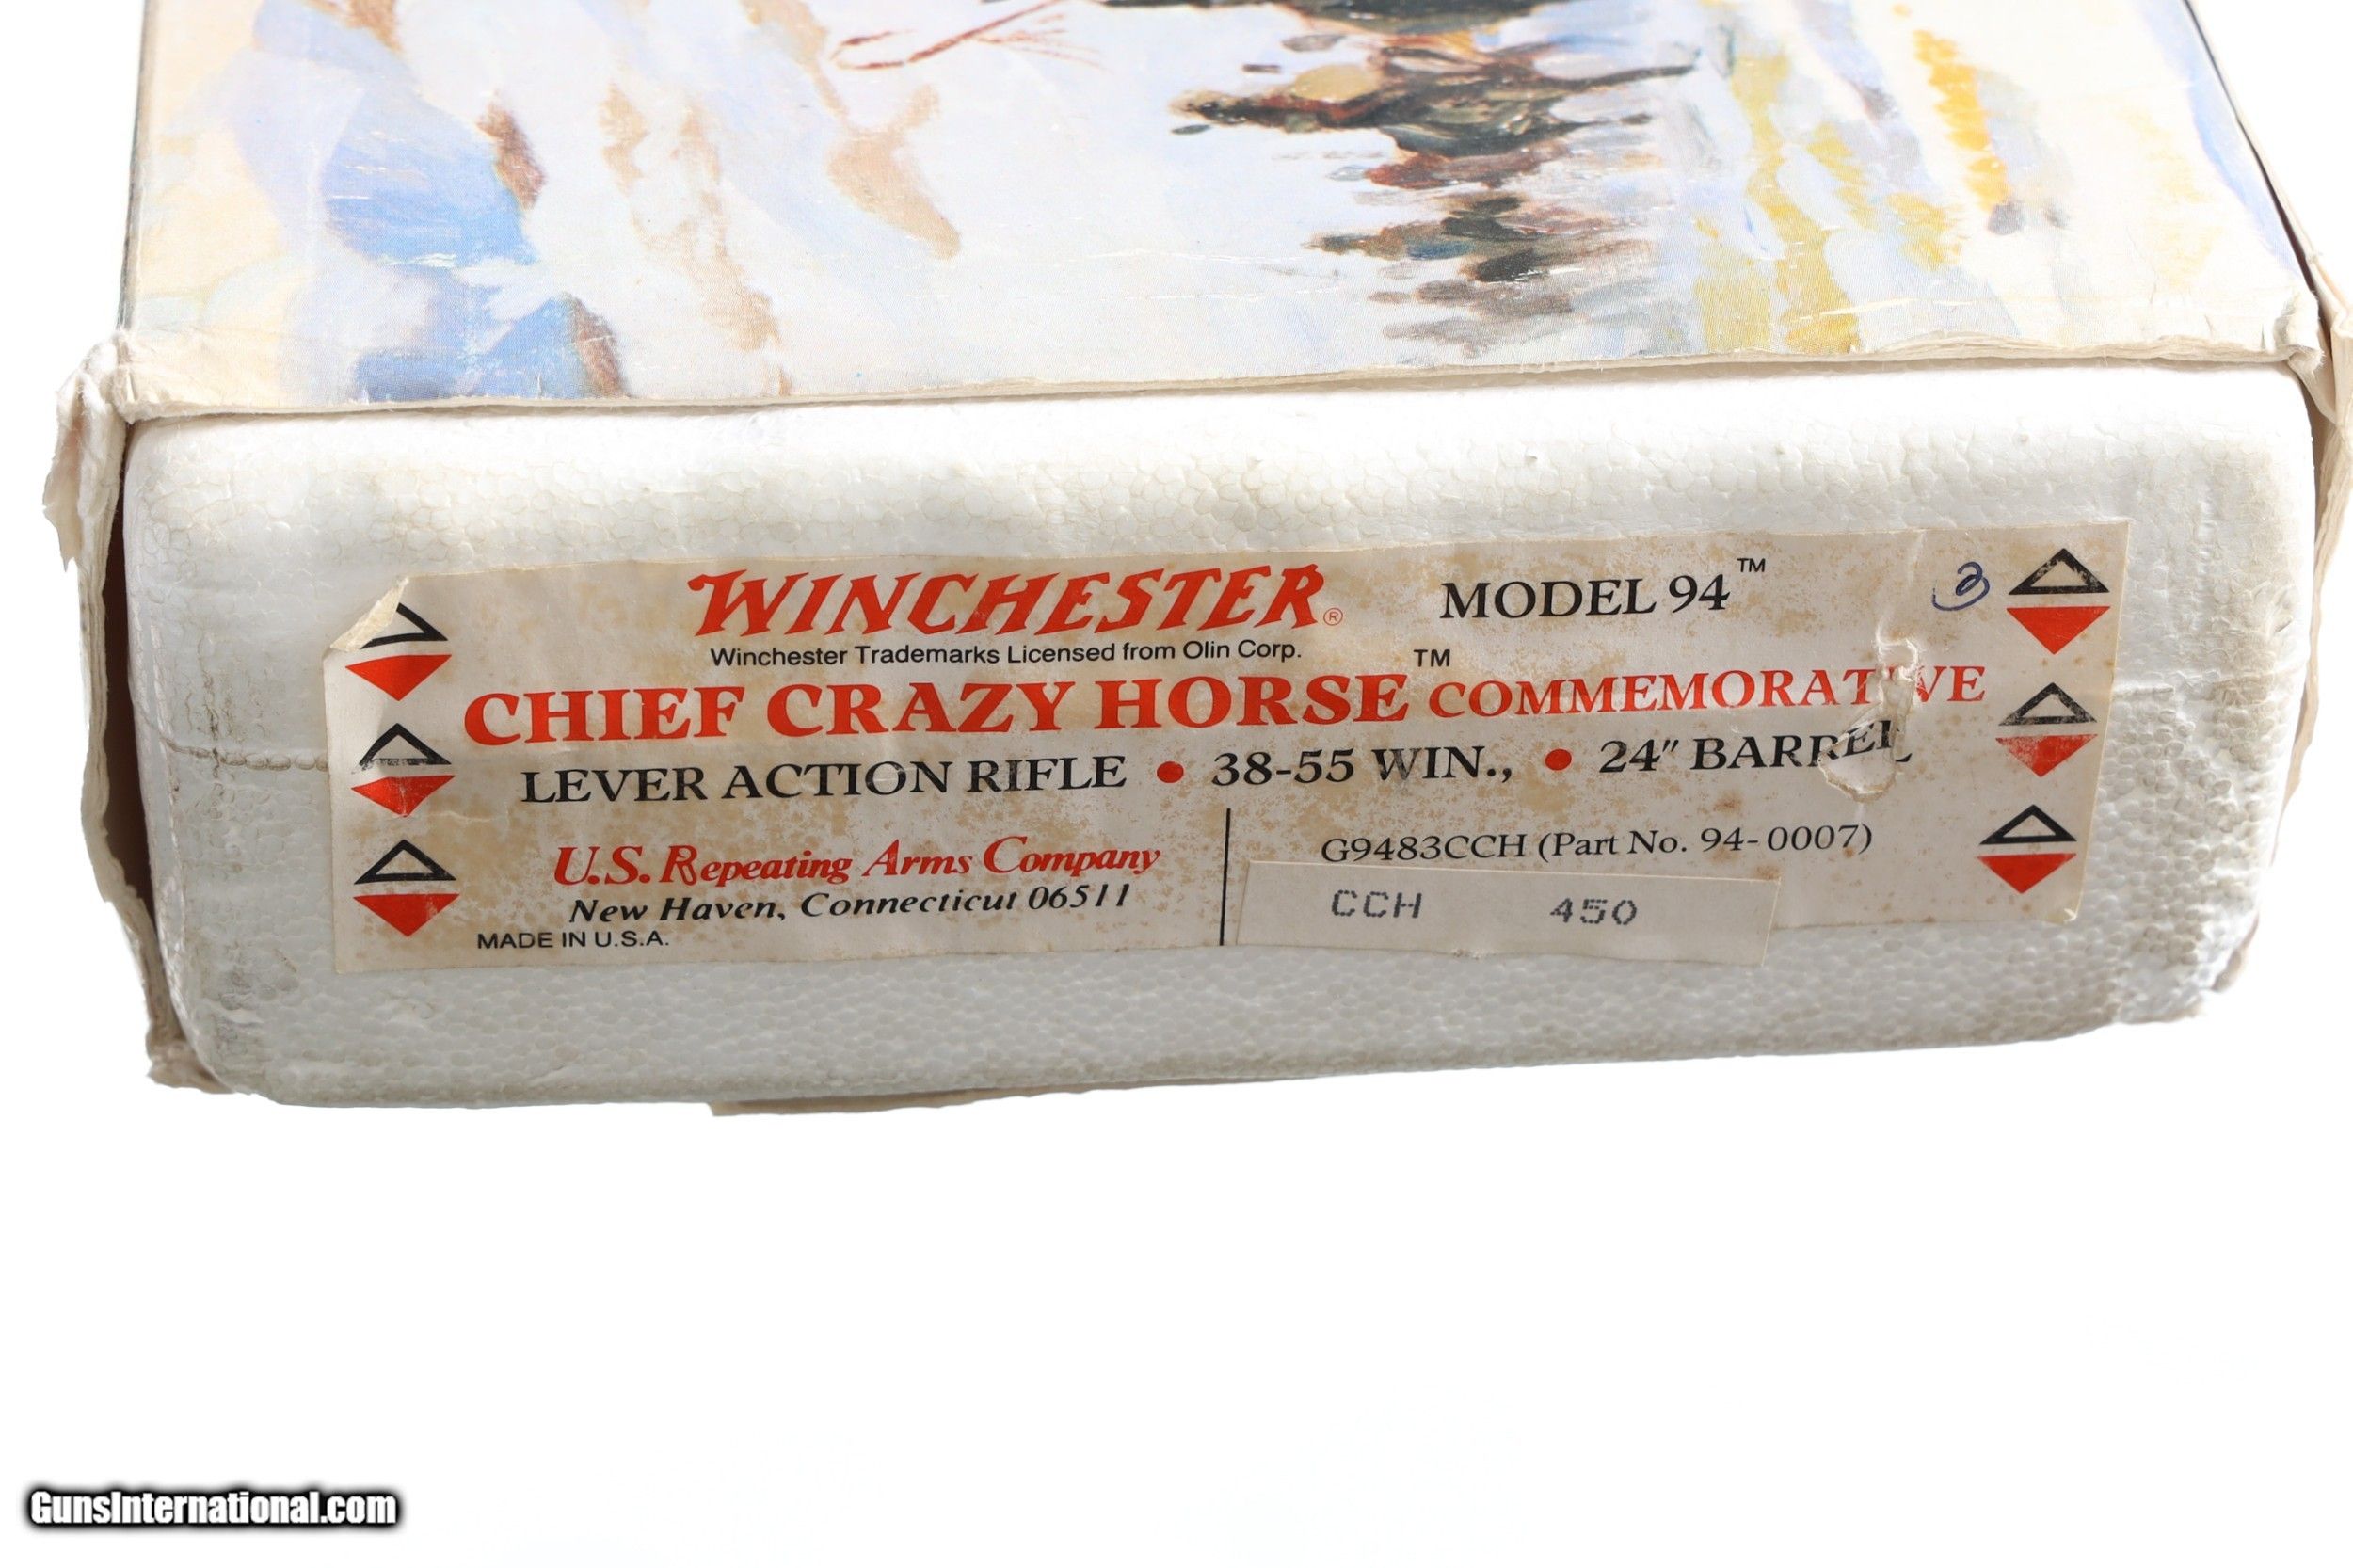 WINCHESTER® MODEL 94™
Winchester Trademarks Licensed from Olin Corp.
CHIEF CRAZY HORSE™ COMMEMORATIVE
LEVER ACTION RIFLE • 38-55 WIN., • 24" BARREL
U.S. Repeating Arms Company
New Haven, Connecticut 06511
MADE IN U.S.A.
G9483CCH (Part No. 94-0007)
CCH 450
GunsInternational.com